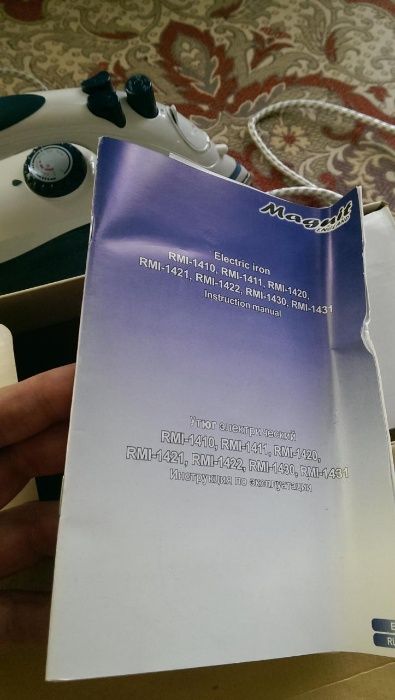 Magnit
Electric iron
RMI-1410, RMI-1411, RMI-1420,
RMI-1421, RMI-1422, RMI-1430, RMI-1431
Instruction manual
Утюг электрический
RMI-1410, RMI-1411, RMI-1420,
RMI-1421, RMI-1422, RMI-1430, RMI-1431
Инструкция по эксплуатации